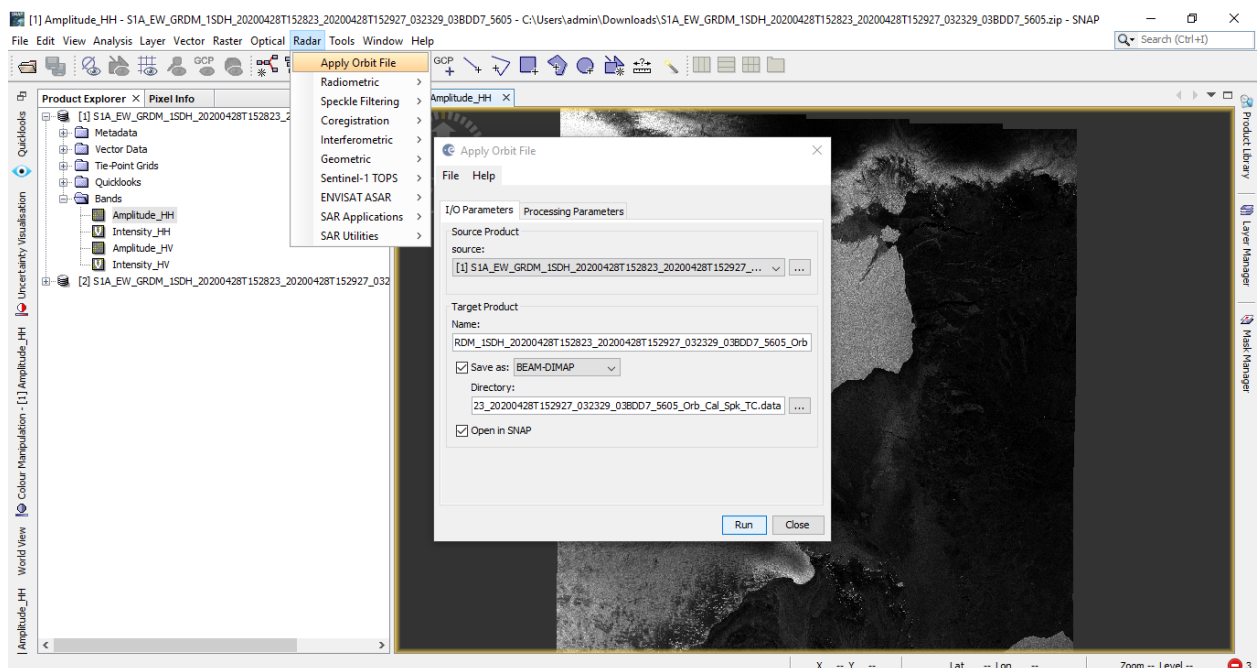 [1] Amplitude_HH - S1A_EW_GRDM_1SDH_20200428T152823_20200428T152927_032329_03BDD7_5605 - C:\Users\admin\Downloads\S1A_EW_GRDM_1SDH_20200428T152823_20200428T152927_032329_03BDD7_5605.zip - SNAP
File Edit View Analysis Layer Vector Raster Optical Radar Tools Window Help
Search (Ctrl+I)
GCP
GCP
Apply Orbit File
Radiometric
Speckle Filtering
Coregistration
Interferometric
Geometric
Sentinel-1 TOPS
ENVISAT ASAR
SAR Applications
SAR Utilities
Product Explorer
Pixel Info
[1] S1A_EW_GRDM_1SDH_20200428T152823_2
Metadata
Vector Data
Tie-Point Grids
Quicklooks
Bands
Amplitude_HH
Intensity_HH
Amplitude_HV
Intensity_HV
[2] S1A_EW_GRDM_1SDH_20200428T152823_20200428T152927_032
Amplitude_HH
Apply Orbit File
File Help
I/O Parameters Processing Parameters
Source Product
source:
[1] S1A_EW_GRDM_1SDH_20200428T152823_20200428T152927_... ...
Target Product
Name:
RDM_1SDH_20200428T152823_20200428T152927_032329_03BDD7_5605_Orb
Save as: BEAM-DIMAP
Directory:
23_20200428T152927_032329_03BDD7_5605_Orb_Cal_Spk_TC.data ...
Open in SNAP
Run Close
Quicklooks
Uncertainty Visualisation
Colour Manipulation - [1] Amplitude_HH
World View
Amplitude_HH
Product Library
Layer Manager
Mask Manager
X -- Y -- Lat -- Lon -- Zoom -- Level -- 3